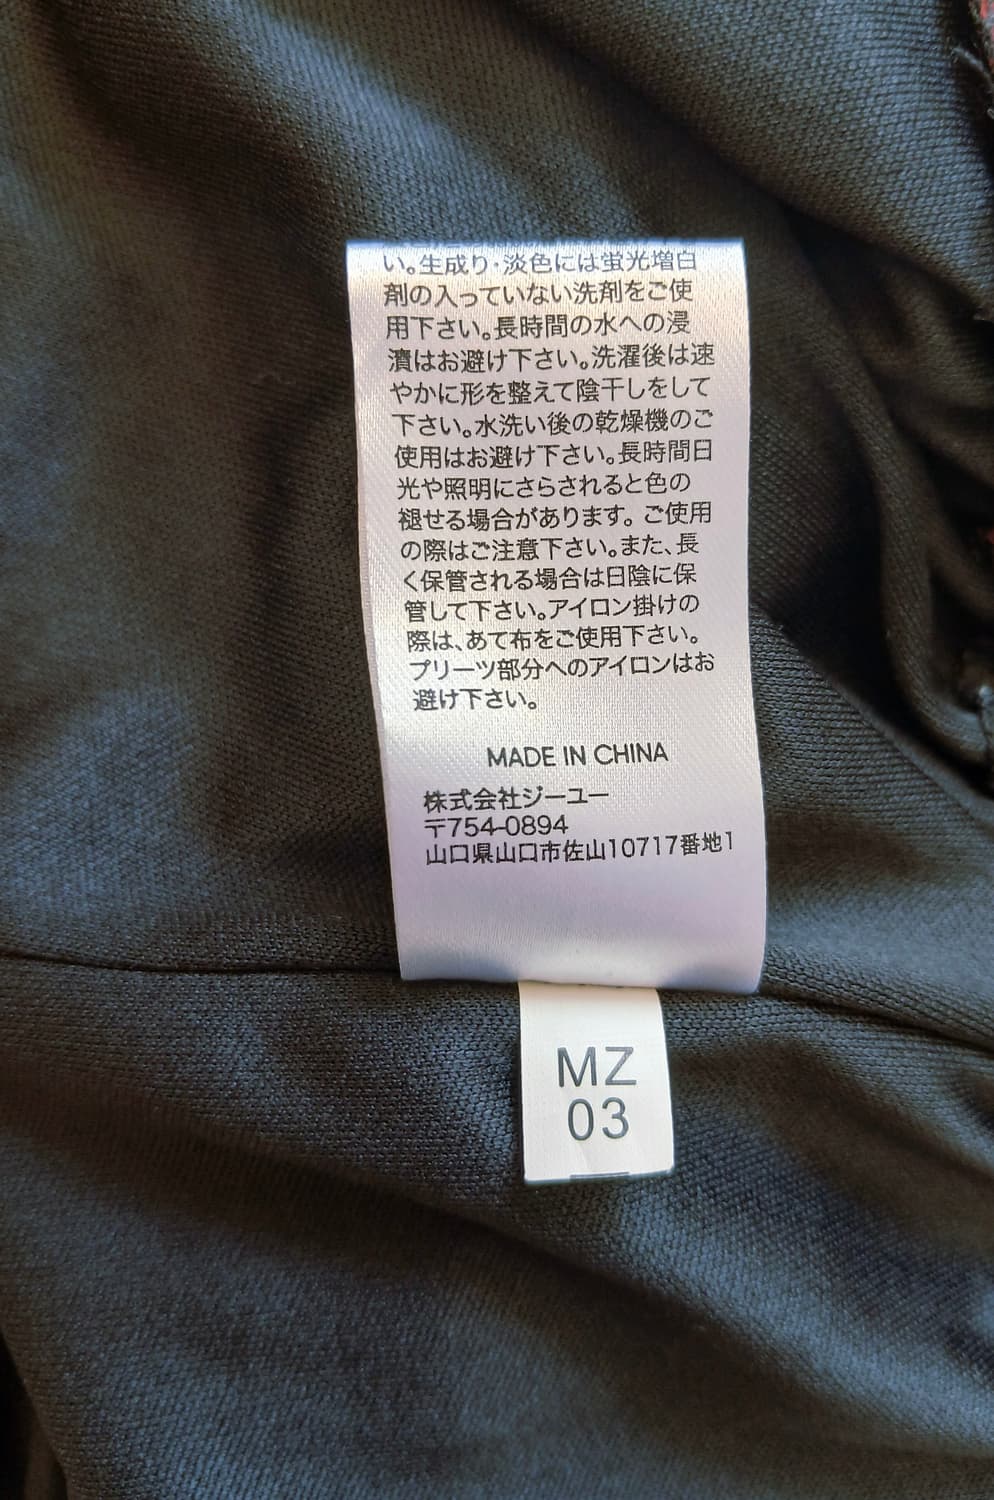 い。生成り・淡色には蛍光増白
剤の入っていない洗剤をご使
用下さい。長時間の水への浸
漬はお避け下さい。洗濯後は速
やかに形を整えて陰干しをして
下さい。水洗い後の乾燥機のご
使用はお避け下さい。長時間日
光や照明にさらされると色の
褪せる場合があります。ご使用
の際はご注意下さい。また、長
く保管される場合は日陰に保
管して下さい。アイロン掛けの
際は、あて布をご使用下さい。
プリーツ部分へのアイロンはお
避け下さい。
MADE IN CHINA
株式会社ジーユー
〒754-0894
山口県山口市佐山10717番地1
MZ
03